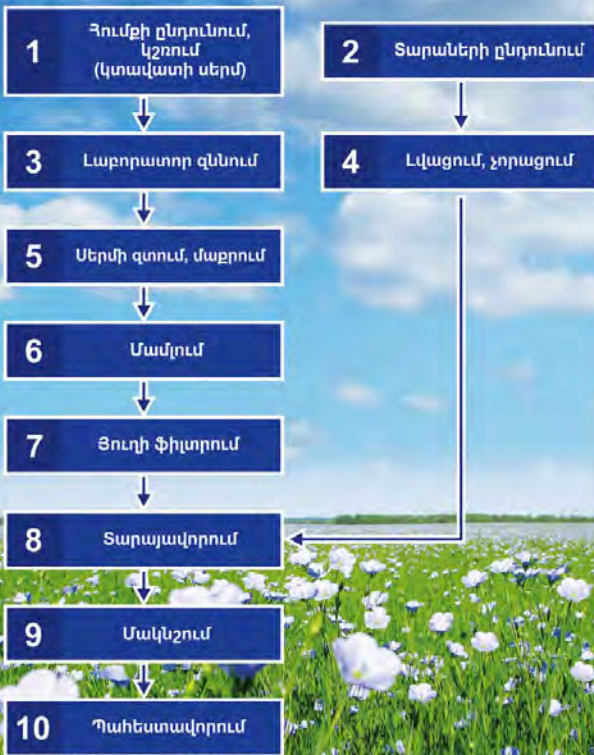 1
Հումքի ընդունում,
կշռում
(կտավատի սերմ)
2
Տարաների ընդունում
3
Լաբորատոր զննում
4
Լվացում, չորացում
5
Սերմի զտում, մաքրում
6
Մամլում
7
Յուղի ֆիլտրում
8
Տարայավորում
9
Մակնշում
10
Պահեստավորում